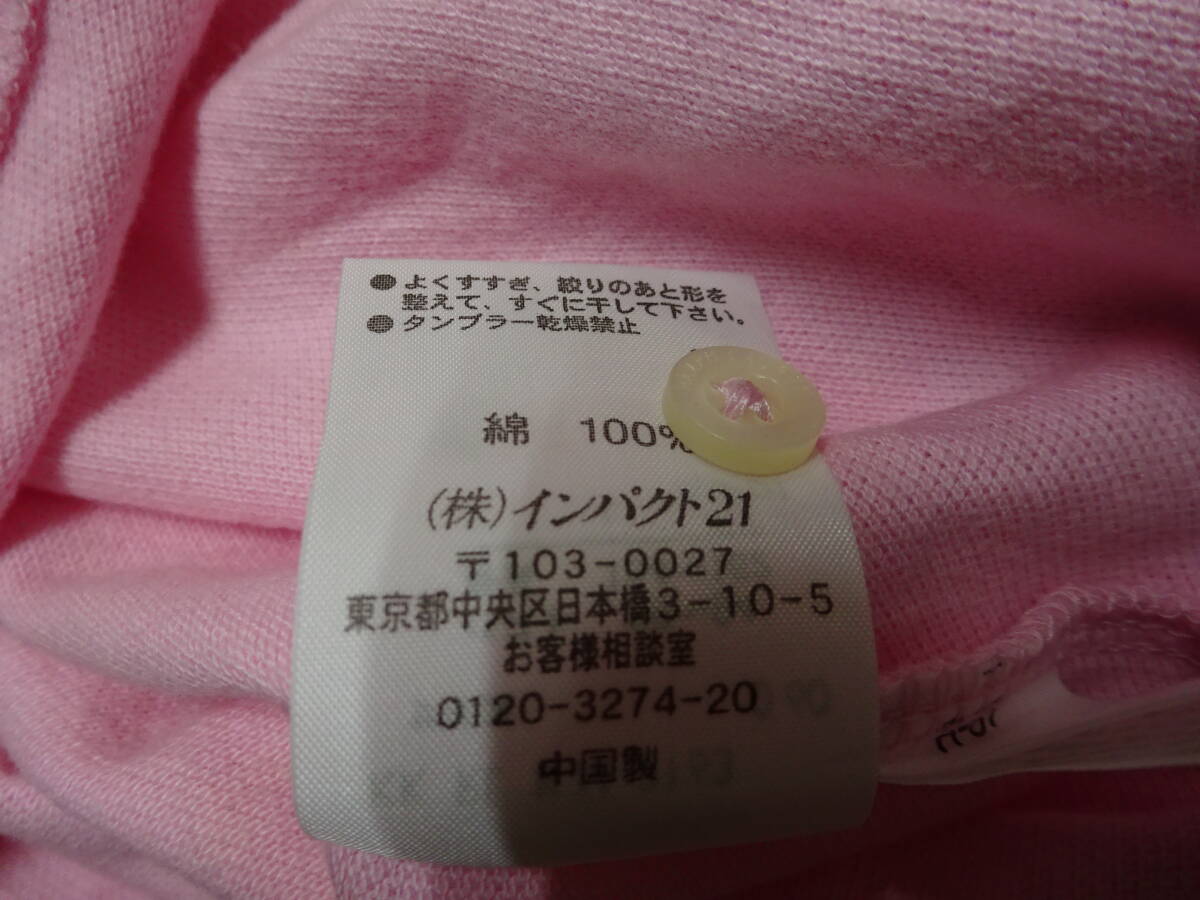 ●よくすすぎ、絞りのあと形を
整えて、すぐに干して下さい。
●タンブラー乾燥禁止
綿 100%
(株)インパクト21
〒103-0027
東京都中央区日本橋3-10-5
お客様相談室
0120-3274-20
中国製